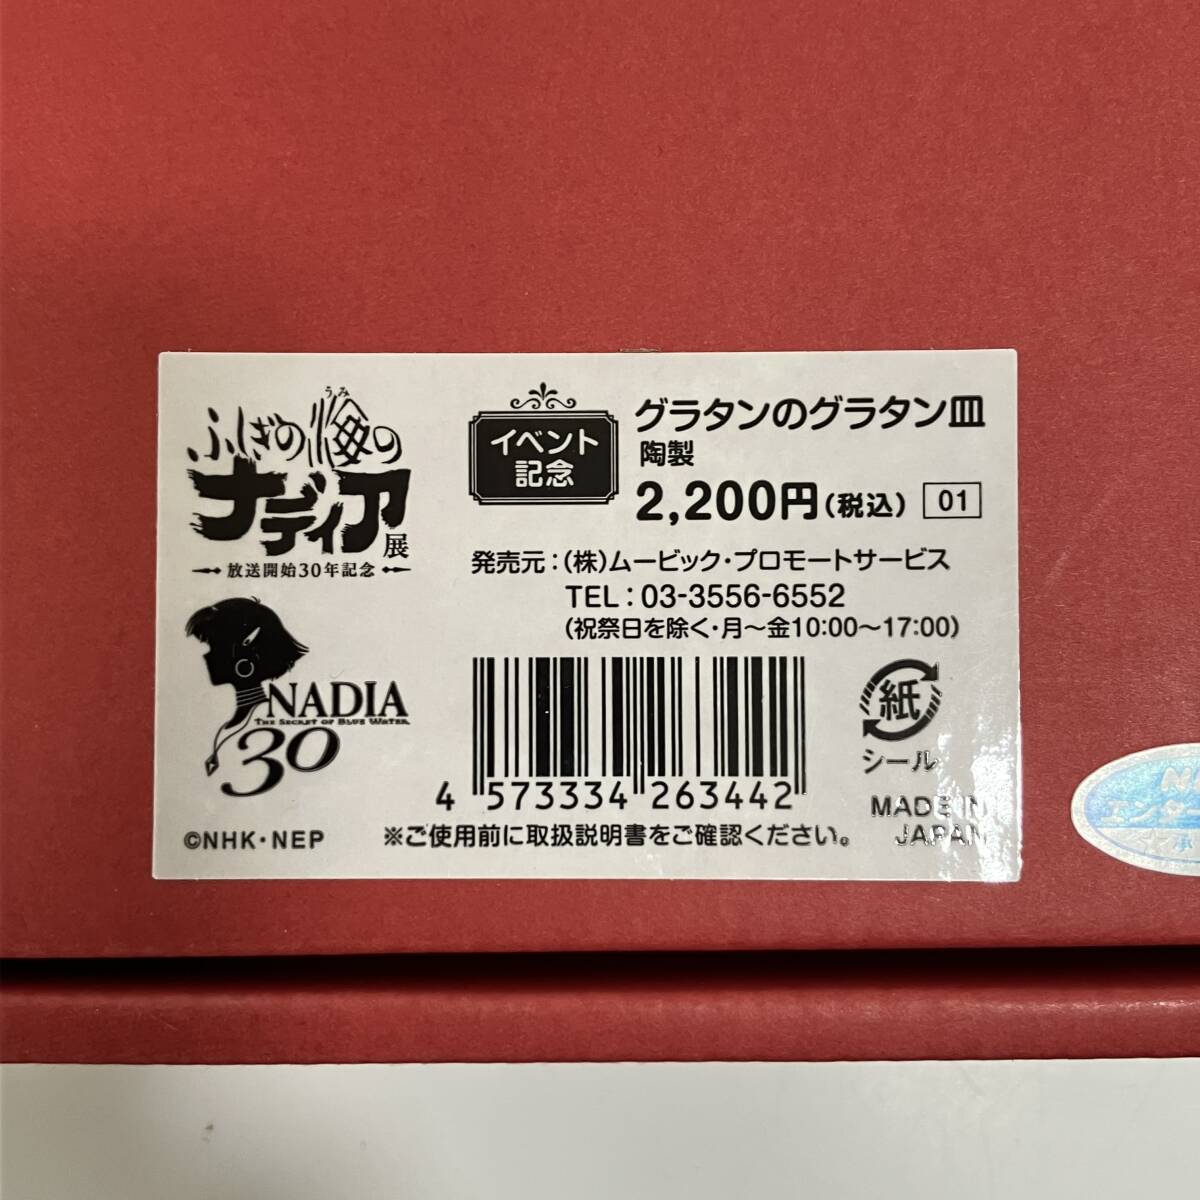 ふしぎの海のナディア展
うみ
放送開始30年記念
NADIA
THE SECRET OF BLUE WATER
30
©NHK・NEP
イベント
記念
グラタンのグラタン皿
陶製
2,200円(税込) 01
発売元:(株)ムービック・プロモートサービス
TEL:03-3556-6552
(祝祭日を除く・月〜金10:00〜17:00)
4 573334 263442
紙
シール
MADE IN
JAPAN
※ご使用前に取扱説明書をご確認ください。